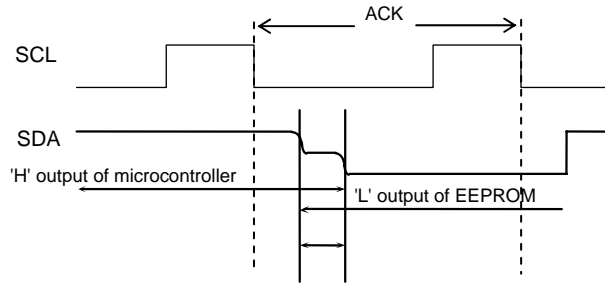 ACK
SCL
SDA
'H' output of microcontroller
'L' output of EEPROM